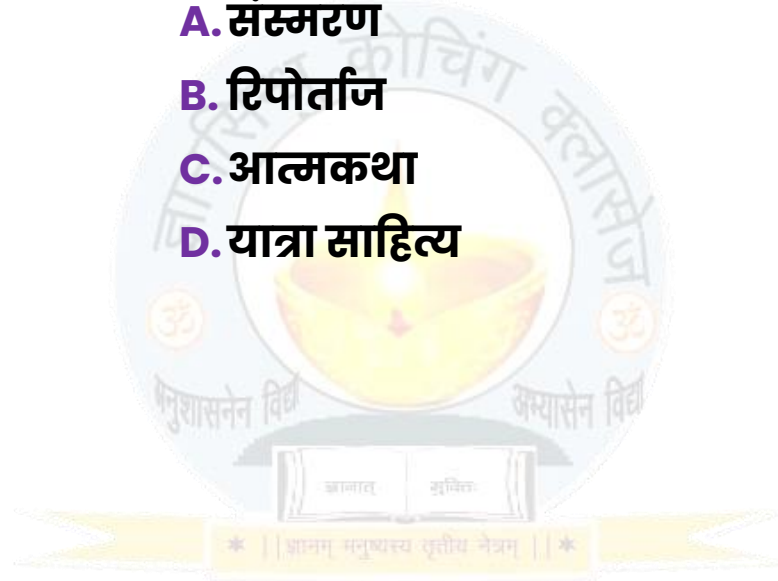 A. संस्मरण
B. रिपोर्ताज
C. आत्मकथा
D. यात्रा साहित्य
कोचिंग क्लासेज
अनुशासनेन विद्या
अभ्यासेन विद्या
ॐ
ॐ
ज्ञानात् मुक्तिः
* ||ज्ञानम् मनुष्यस्य तृतीय नेत्रम् ||*